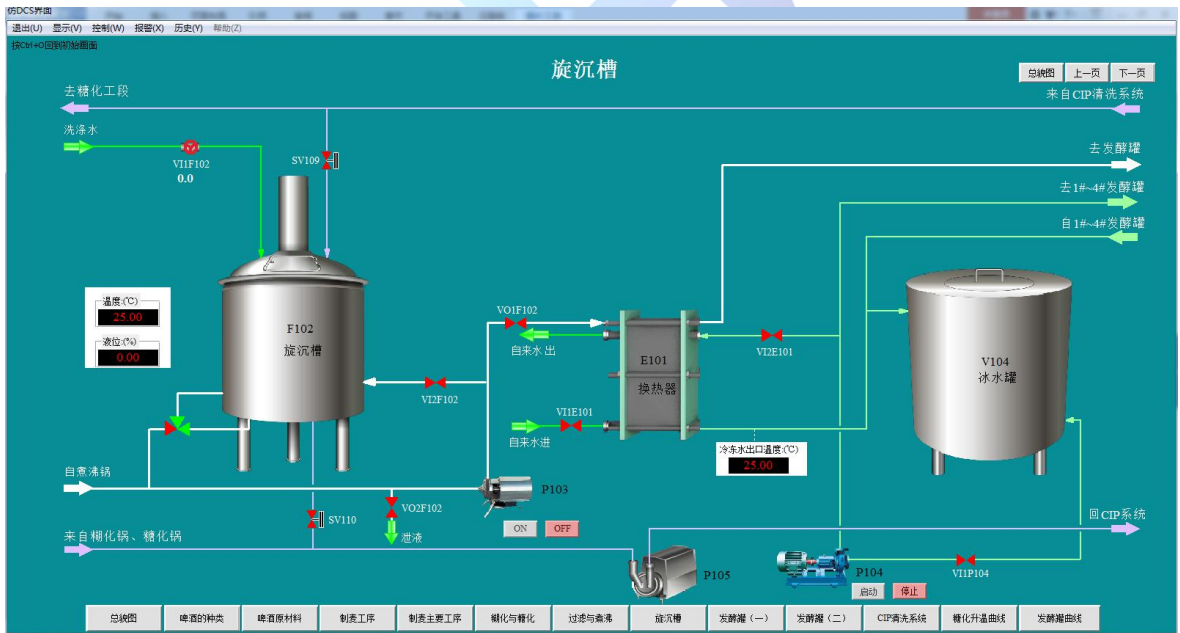 仿DCS界面
退出(U) 显示(V) 控制(W) 报警(X) 历史(Y) 帮助(Z)
按Ctrl+O回到初始画面
旋沉槽
总貌图 上一页 下一页
去糖化工段
来自CIP清洗系统
洗涤水
VI1F102
0.0
SV109
去发酵罐
去1#~4#发酵罐
自1#~4#发酵罐
温度:(℃)
25.00
液位:(%)
0.00
F102
旋沉槽
VO1F102
自来水出
E101
换热器
VI2E101
V104
冰水罐
VI2F102
VI1E101
自来水进
冷冻水出口温度:(℃)
25.00
自煮沸锅
P103
VO2F102
ON OFF
SV110
泄液
回CIP系统
来自糊化锅、糖化锅
P105
P104
VI1P104
启动 停止
总貌图 啤酒的种类 啤酒原材料 制麦工序 制麦主要工序 糊化与糖化 过滤与煮沸 旋沉槽 发酵罐（一） 发酵罐（二） CIP清洗系统 糖化升温曲线 发酵罐曲线